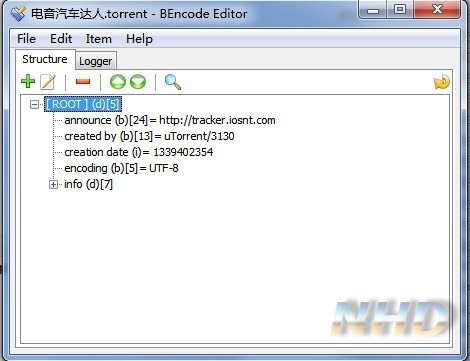 电音汽车达人.torrent - BEncode Editor
File Edit Item Help
Structure Logger
[ROOT] (d)[5]
announce (b)[24]= http://tracker.iosnt.com
created by (b)[13]= uTorrent/3130
creation date (i)= 1339402354
encoding (b)[5]= UTF-8
info (d)[7]
NHD